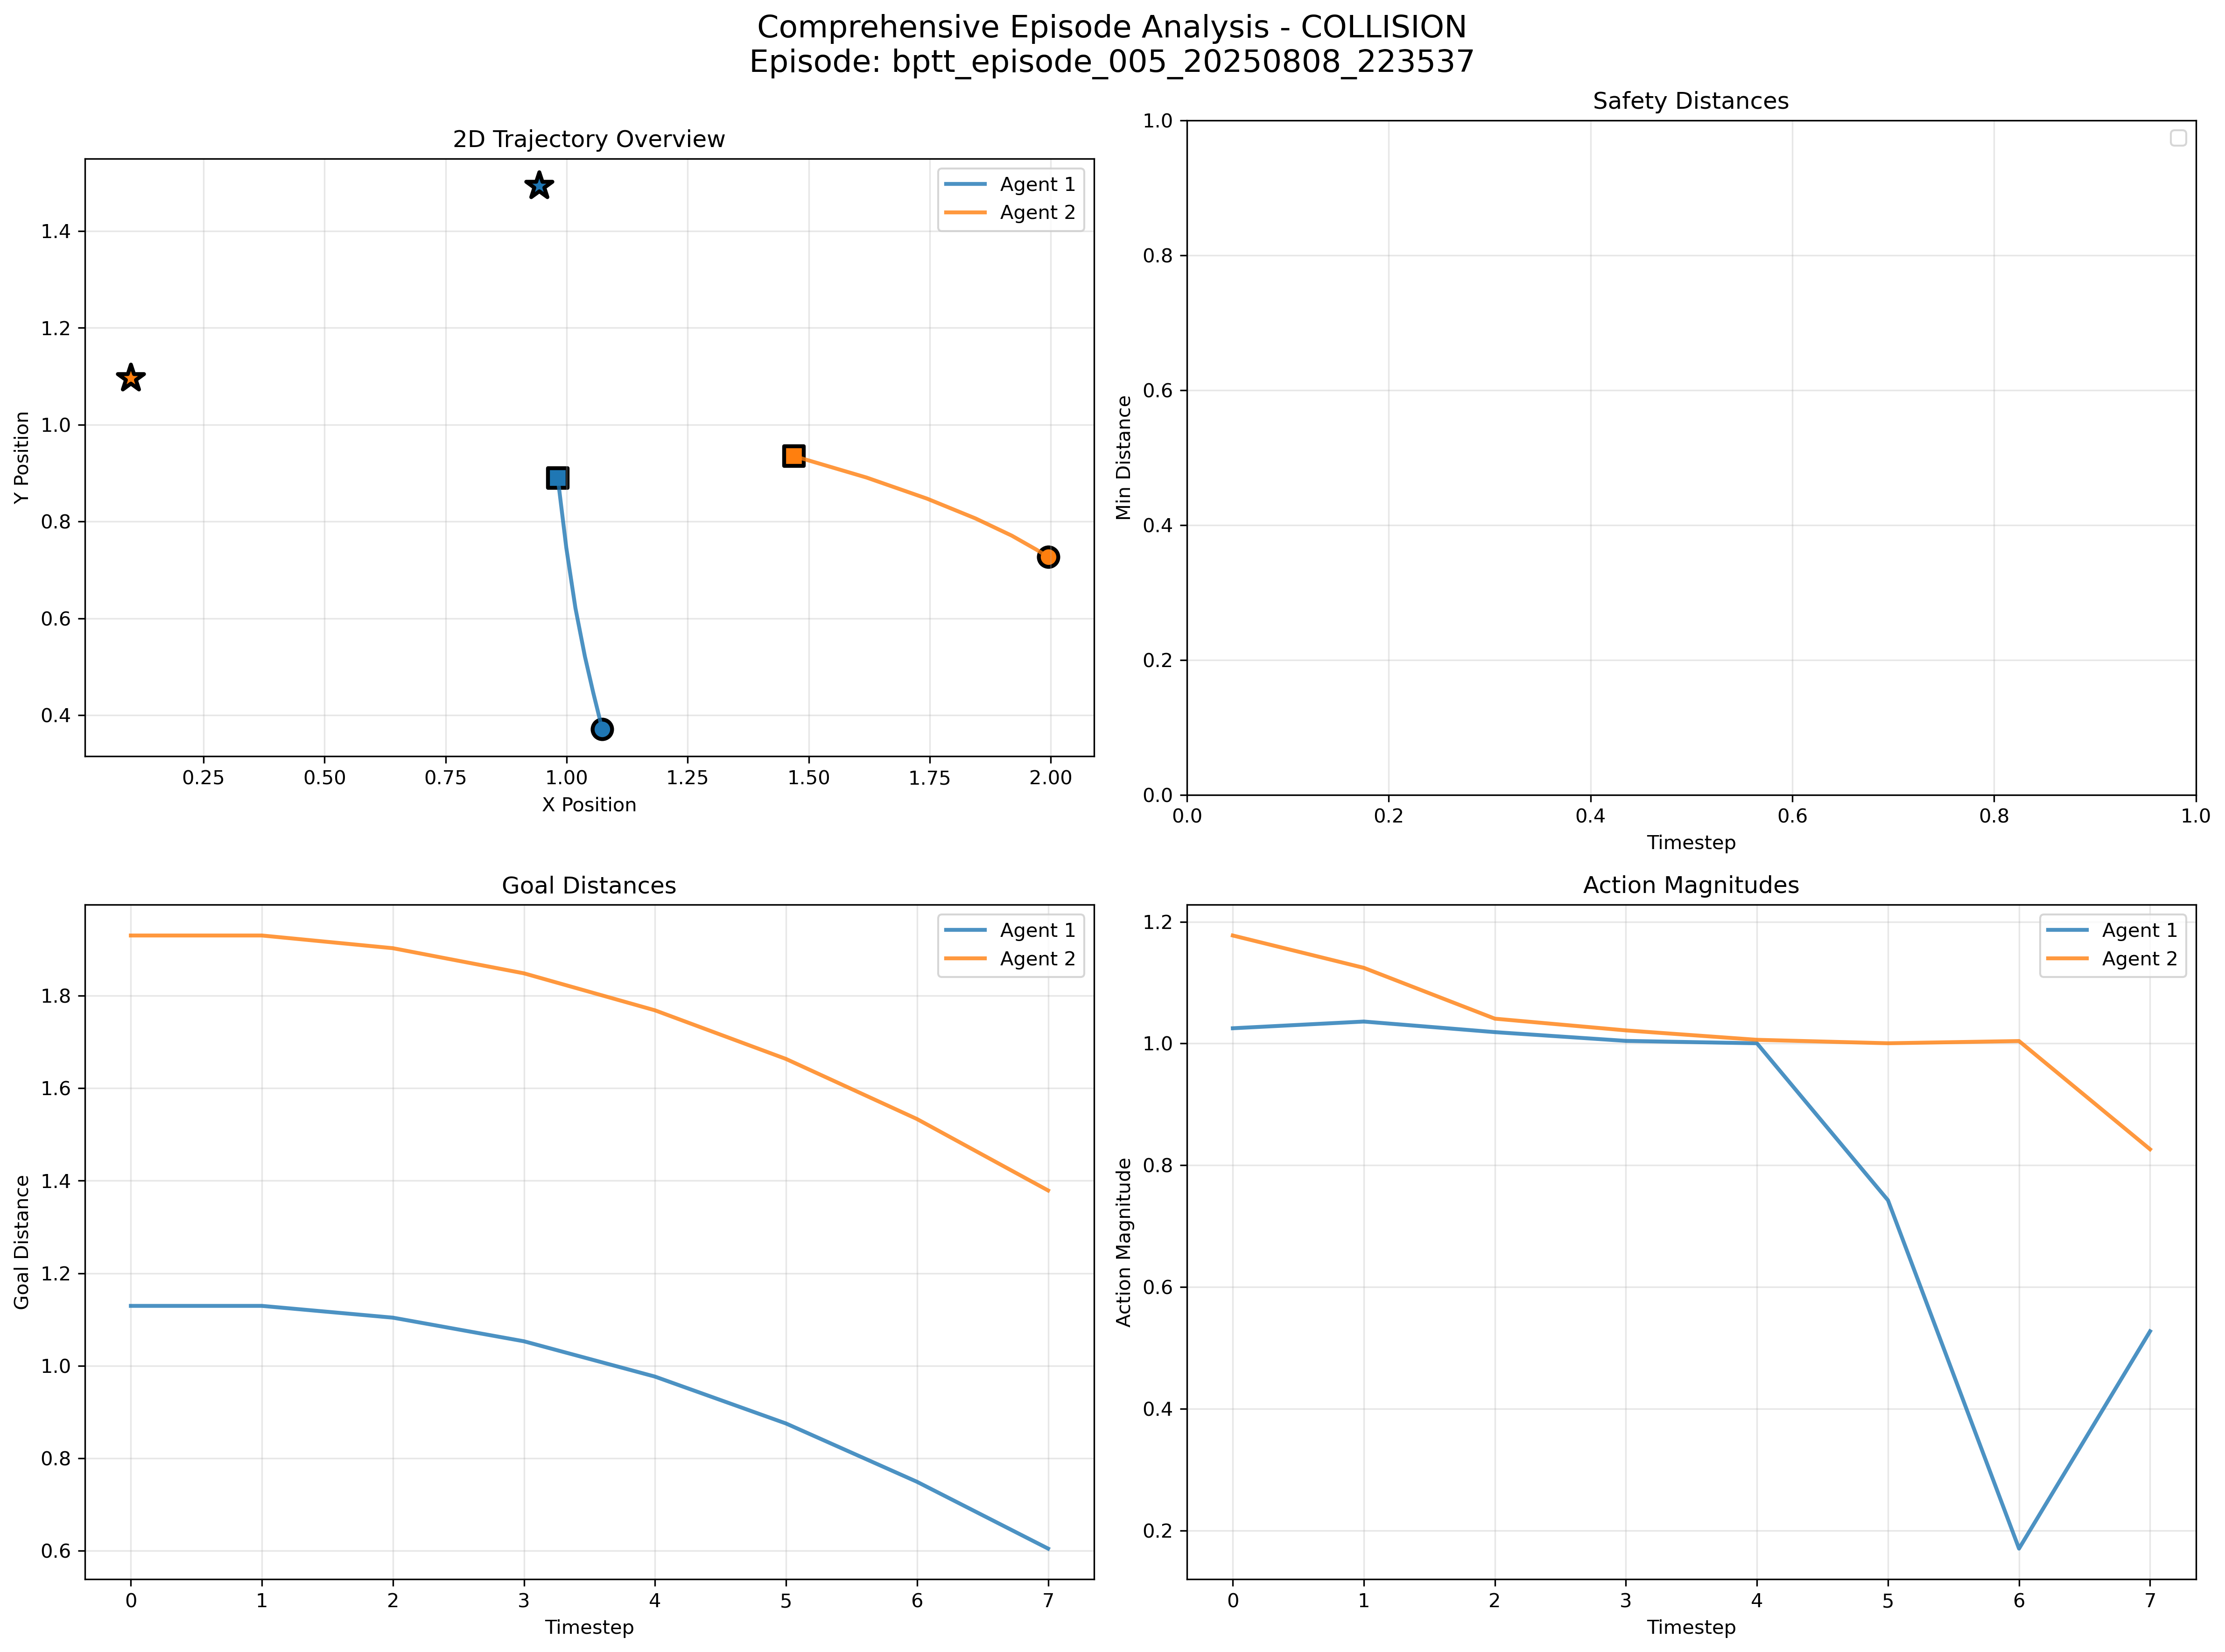 Comprehensive Episode Analysis - COLLISION
Episode: bptt_episode_005_20250808_223537
2D Trajectory Overview
Agent 1
Agent 2
1.4
1.2
1.0
0.8
0.6
0.4
Y Position
0.25 0.50 0.75 1.00 1.25 1.50 1.75 2.00
X Position
Safety Distances
1.0
0.8
0.6
0.4
0.2
0.0
Min Distance
0.0 0.2 0.4 0.6 0.8 1.0
Timestep
Goal Distances
Agent 1
Agent 2
1.8
1.6
1.4
1.2
1.0
0.8
0.6
Goal Distance
0 1 2 3 4 5 6 7
Timestep
Action Magnitudes
Agent 1
Agent 2
1.2
1.0
0.8
0.6
0.4
0.2
Action Magnitude
0 1 2 3 4 5 6 7
Timestep